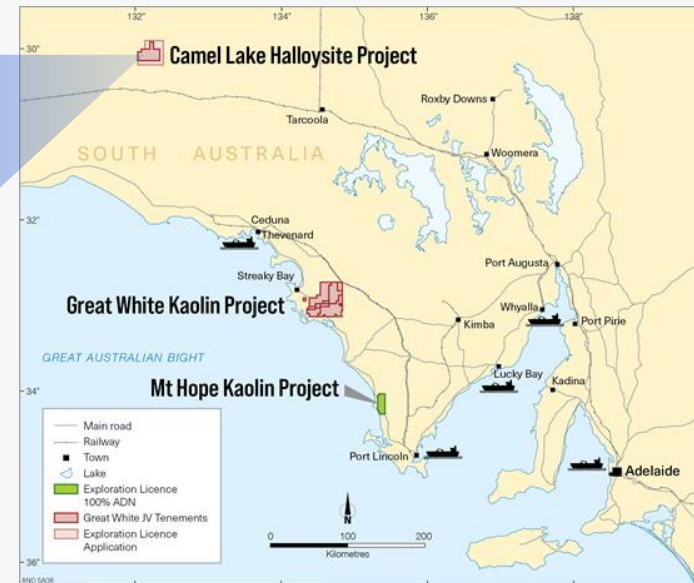 132°
134°
136°
138°
30°
Camel Lake Halloysite Project
Roxby Downs
Tarcoola
Woomera
SOUTH AUSTRALIA
32°
Ceduna
Thevenard
Port Augusta
Streaky Bay
Great White Kaolin Project
Whyalla
Kimba
Port Pirie
GREAT AUSTRALIAN BIGHT
Lucky Bay
Kadina
34°
Mt Hope Kaolin Project
Main road
Railway
Town
Lake
Exploration Licence
100% ADN
Great White JV Tenements
Exploration Licence
Application
Port Lincoln
Adelaide
N
0 100 200
Kilometres
36°
AND SA08